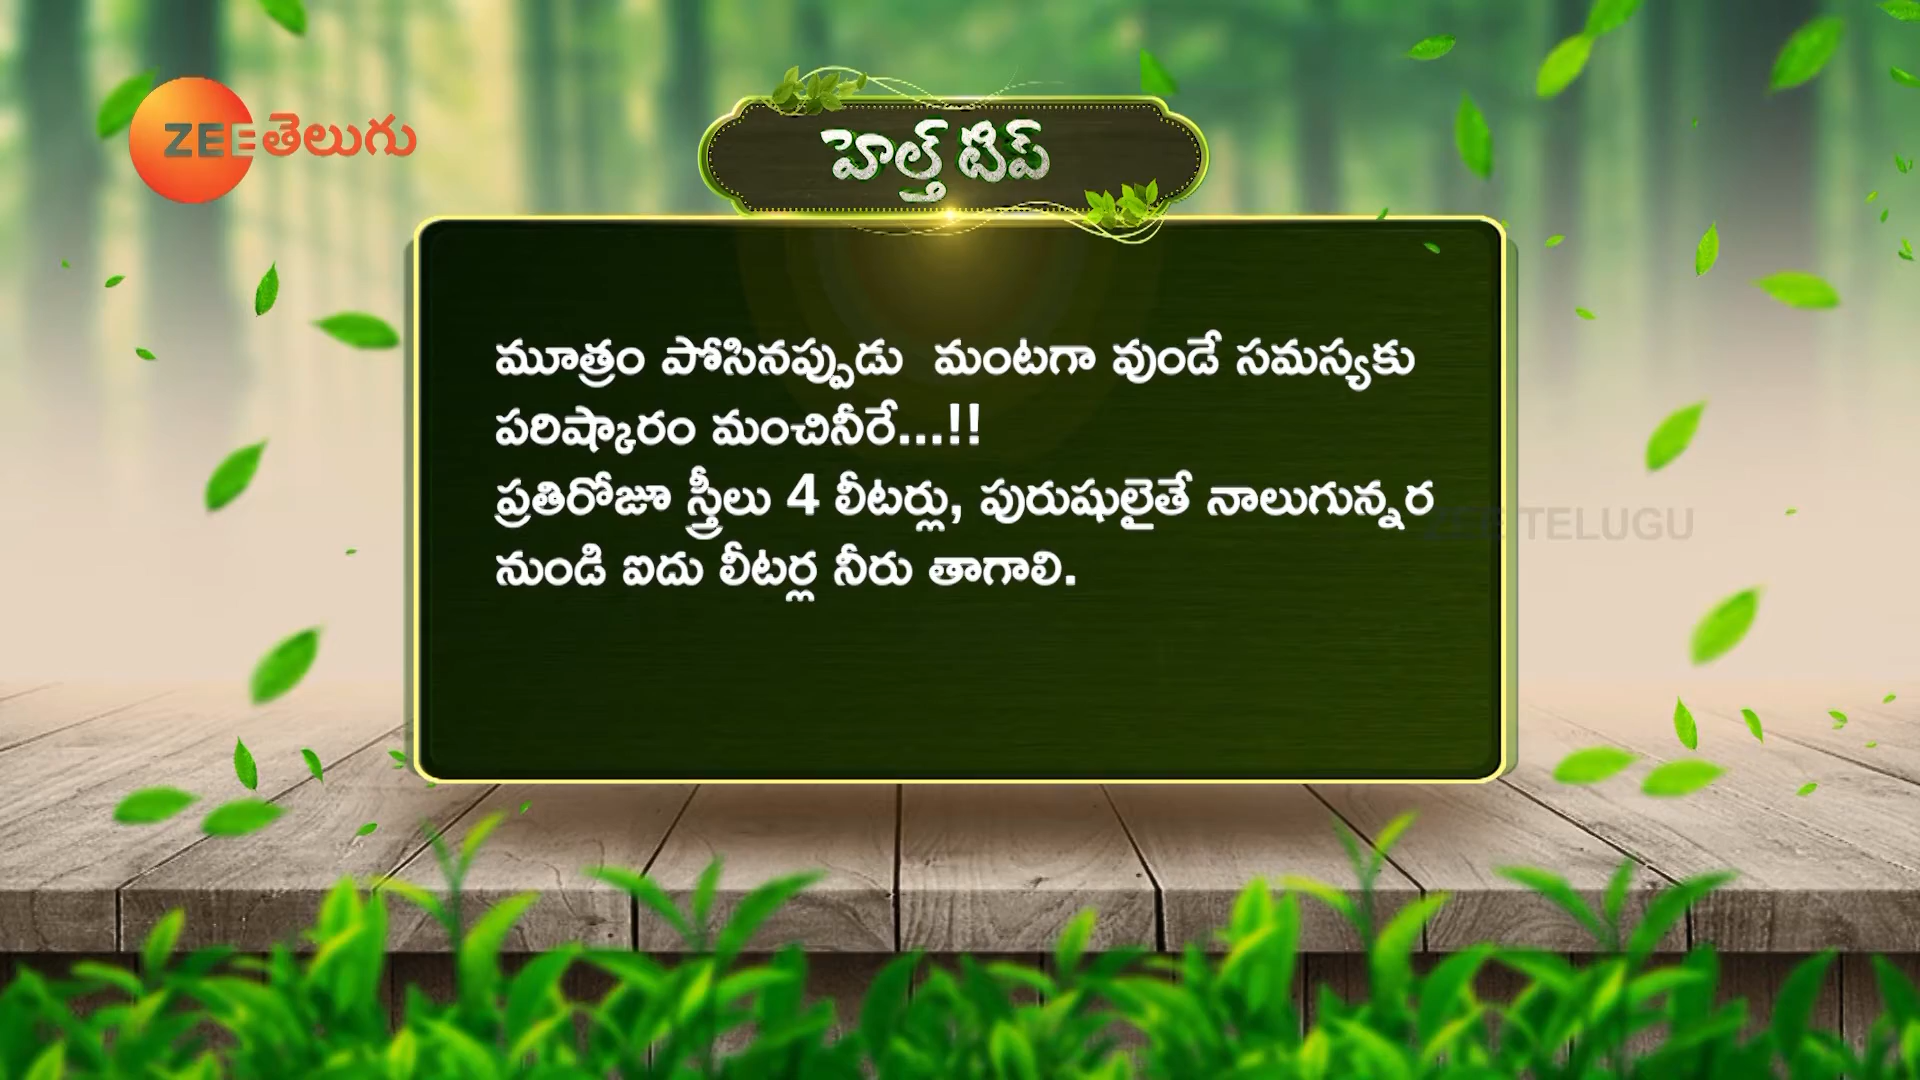 ZEE తెలుగు
హెల్త్ టిప్
మూత్రం పోసినప్పుడు మంటగా వుండే సమస్యకు
పరిష్కారం మంచినీరే...!!
ప్రతిరోజూ స్త్రీలు 4 లీటర్లు, పురుషులైతే నాలుగున్నర
నుండి ఐదు లీటర్ల నీరు తాగాలి.
ZEE TELUGU